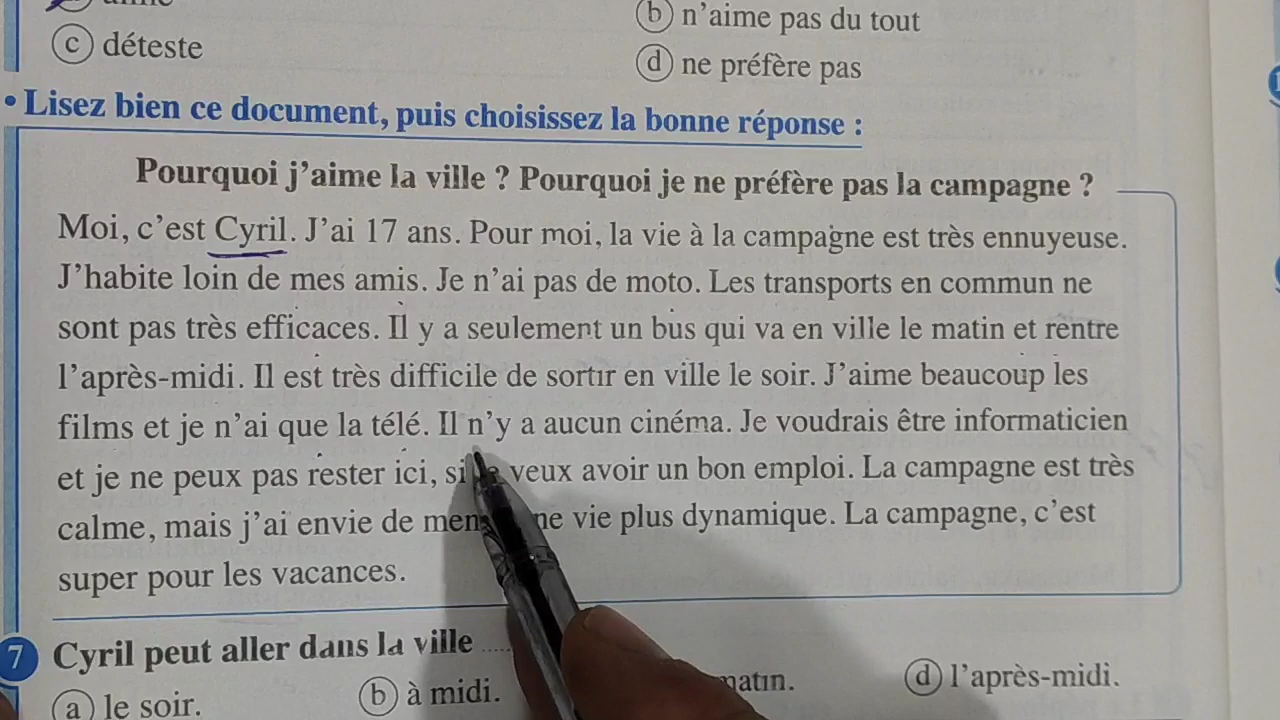 b n'aime pas du tout
c déteste
d ne préfère pas
• Lisez bien ce document, puis choisissez la bonne réponse :
Pourquoi j'aime la ville ? Pourquoi je ne préfère pas la campagne ?
Moi, c'est Cyril. J'ai 17 ans. Pour moi, la vie à la campagne est très ennuyeuse.
J'habite loin de mes amis. Je n'ai pas de moto. Les transports en commun ne
sont pas très efficaces. Il y a seulement un bus qui va en ville le matin et rentre
l'après-midi. Il est très difficile de sortir en ville le soir. J'aime beaucoup les
films et je n'ai que la télé. Il n'y a aucun cinéma. Je voudrais être informaticien
et je ne peux pas rester ici, si veux avoir un bon emploi. La campagne est très
calme, mais j'ai envie de vie plus dynamique. La campagne, c'est
super pour les vacances.
7 Cyril peut aller dans la ville .....
a le soir.
b à midi.
d l'après-midi.